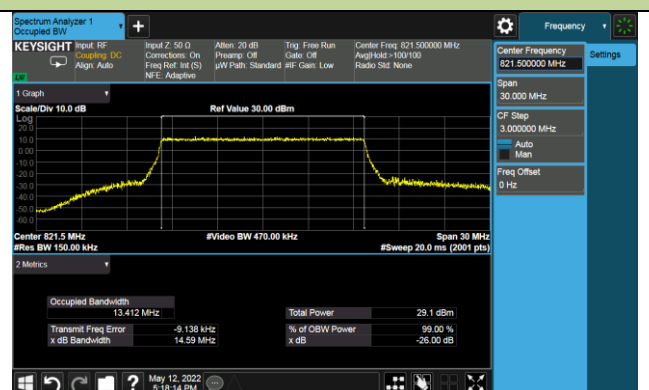 Spectrum Analyzer 1
Occupied BW
+
Frequency
KEYSIGHT
Input: RF
Coupling: DC
Align: Auto
Input Z: 50 Ω
Corrections: On
Freq Ref: Int (S)
NFE: Adaptive
Atten: 20 dB
Preamp: Off
µW Path: Standard
Trig: Free Run
Gate: Off
#IF Gain: Low
Center Freq: 821.500000 MHz
Avg|Hold:>100/100
Radio Std: None
LW
Center Frequency
821.500000 MHz
Settings
Span
30.000 MHz
CF Step
3.000000 MHz
Auto
Man
Freq Offset
0 Hz
1 Graph
Scale/Div 10.0 dB
Ref Value 30.00 dBm
Log
20.0
10.0
0.00
-10.0
-20.0
-30.0
-40.0
-50.0
-60.0
Center 821.5 MHz
#Video BW 470.00 kHz
Span 30 MHz
#Res BW 150.00 kHz
#Sweep 20.0 ms (2001 pts)
2 Metrics
Occupied Bandwidth
13.412 MHz
Total Power
29.1 dBm
Transmit Freq Error
-9.138 kHz
% of OBW Power
99.00 %
x dB Bandwidth
14.59 MHz
x dB
-26.00 dB
?
May 12, 2022
5:18:14 PM